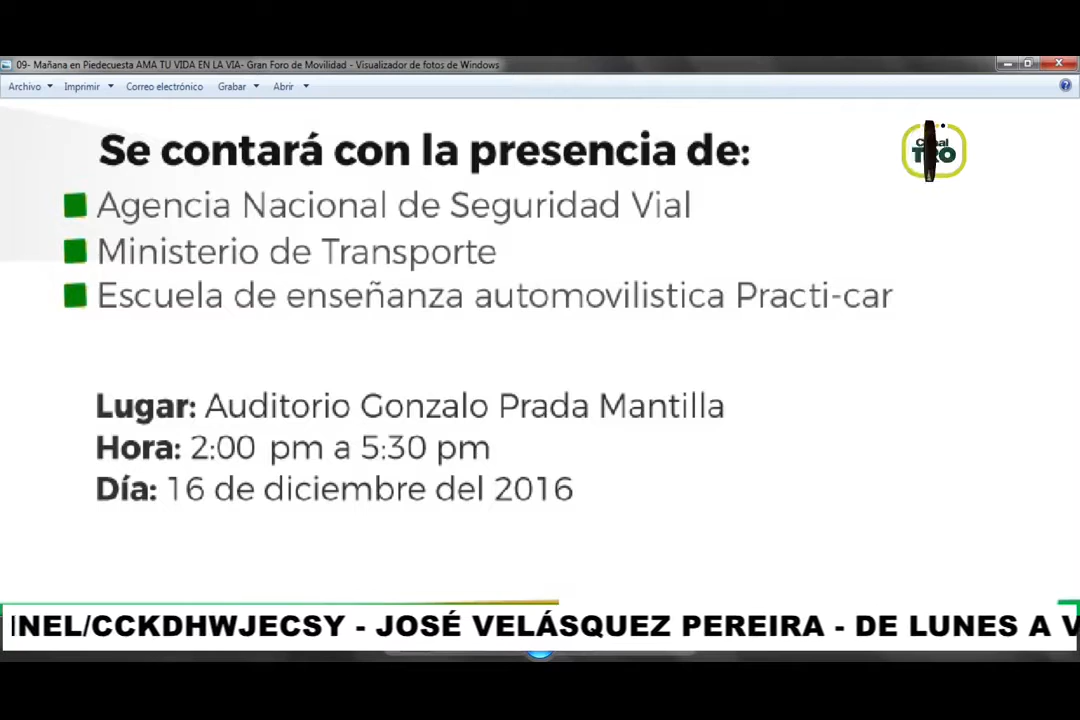 09- Mañana en Piedecuesta AMA TU VIDA EN LA VIA- Gran Foro de Movilidad - Visualizador de fotos de Windows
Archivo Imprimir Correo electrónico Grabar Abrir
Se contará con la presencia de:
Agencia Nacional de Seguridad Vial
Ministerio de Transporte
Escuela de enseñanza automovilistica Practi-car
Lugar: Auditorio Gonzalo Prada Mantilla
Hora: 2:00 pm a 5:30 pm
Día: 16 de diciembre del 2016
NEL/CCKDHWJECSY - JOSÉ VELÁSQUEZ PEREIRA - DE LUNES A V